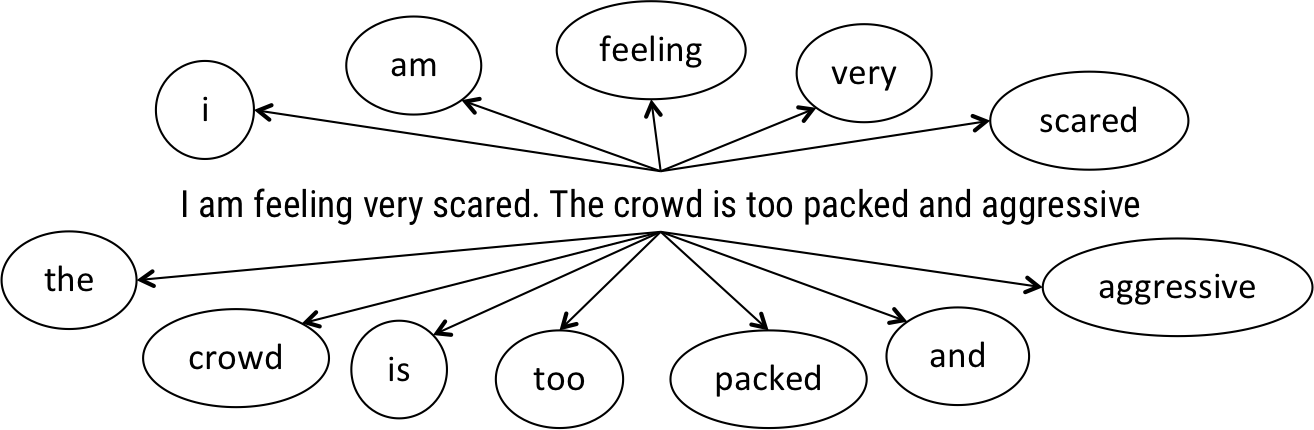 i
am
feeling
very
scared
I am feeling very scared. The crowd is too packed and aggressive
the
crowd
is
too
packed
and
aggressive